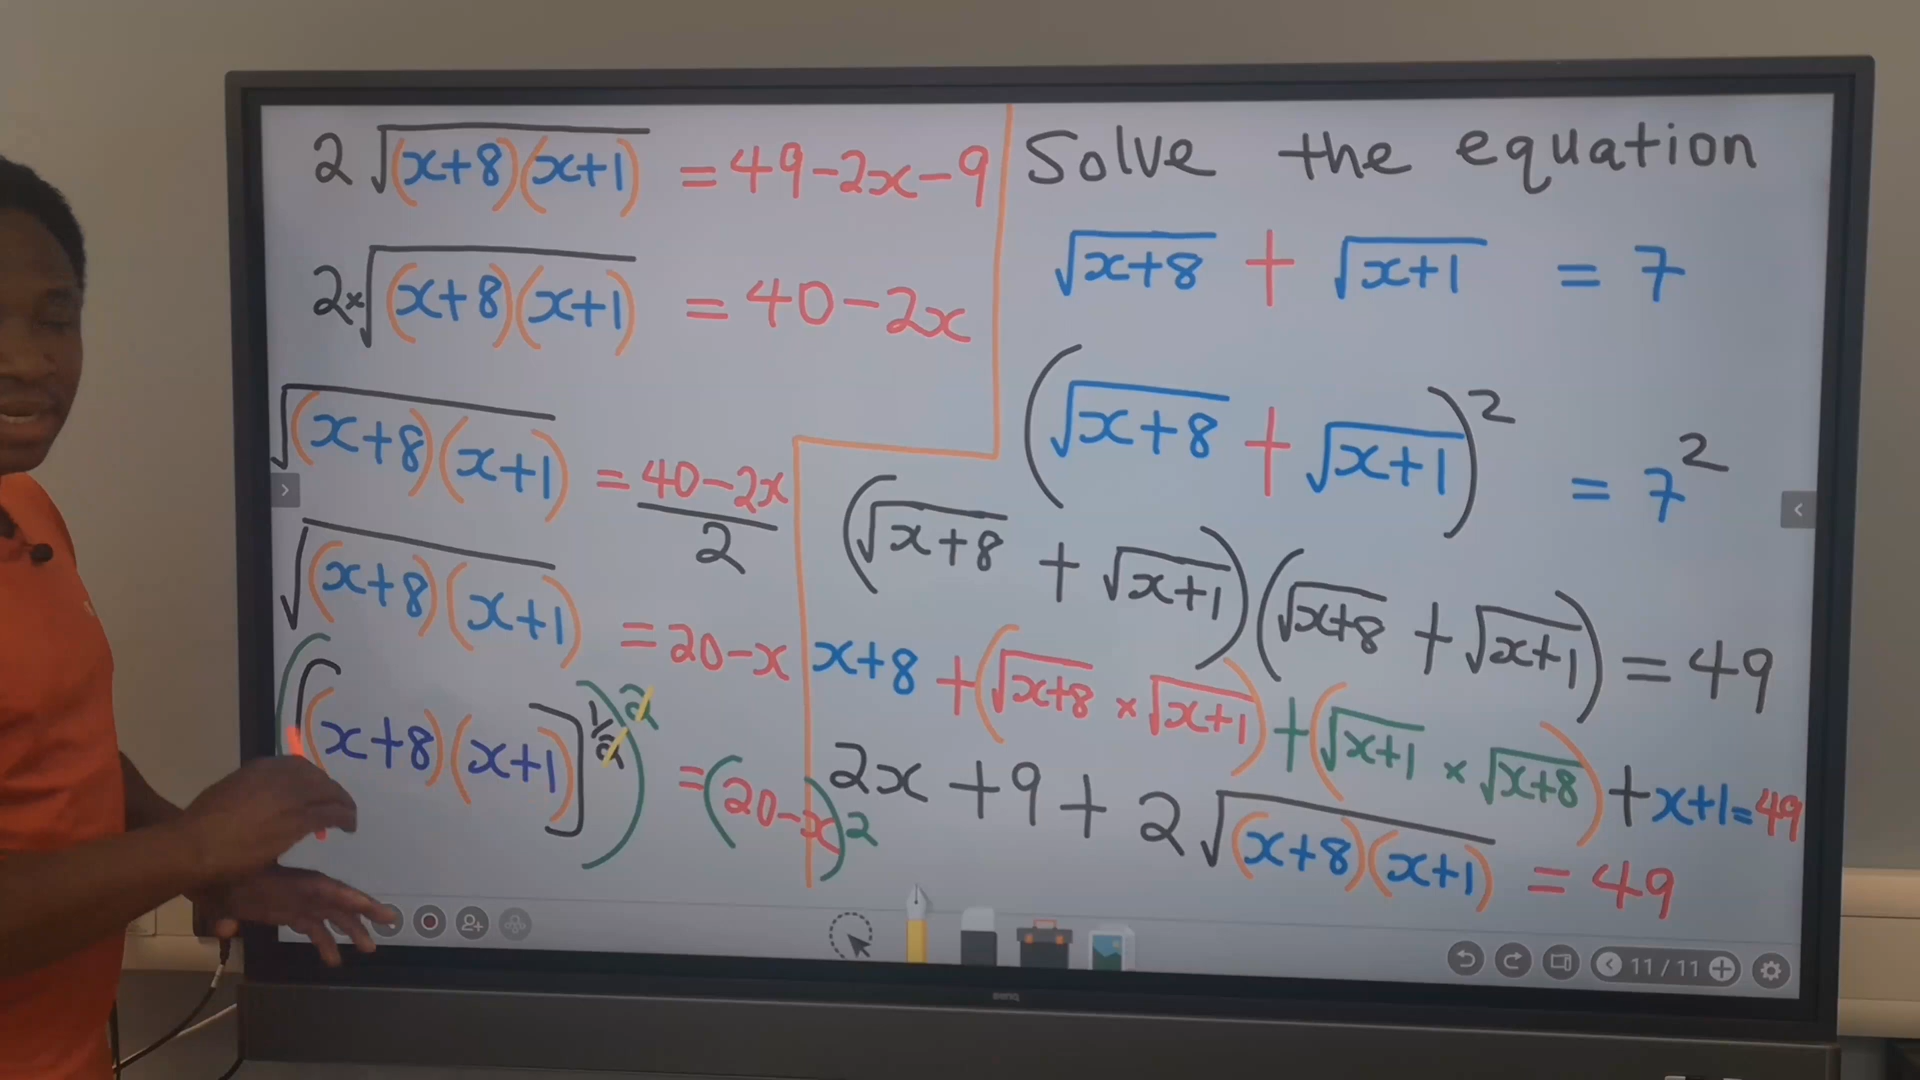 Solve the equation
√(x+8) + √(x+1) = 7
(√(x+8) + √(x+1))² = 7²
(√(x+8) + √(x+1))(√(x+8) + √(x+1)) = 49
x+8 + (√(x+8) × √(x+1)) + (√(x+1) × √(x+8)) + x+1 = 49
2x + 9 + 2√((x+8)(x+1)) = 49
2√((x+8)(x+1)) = 49-2x-9
2×√((x+8)(x+1)) = 40-2x
√((x+8)(x+1)) = (40-2x)/2
√((x+8)(x+1)) = 20-x
([(x+8)(x+1)]^(1/2))² = (20-x)²
11 / 11
BENQ